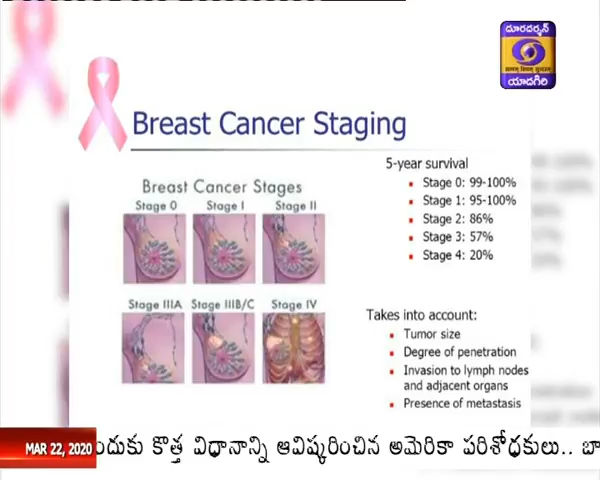 దూరదర్శన్
యాదగిరి
Breast Cancer Staging
Breast Cancer Stages
Stage 0 Stage I Stage II
Stage IIIA Stage IIIB/C Stage IV
5-year survival
Stage 0: 99-100%
Stage 1: 95-100%
Stage 2: 86%
Stage 3: 57%
Stage 4: 20%
Takes into account:
Tumor size
Degree of penetration
Invasion to lymph nodes
and adjacent organs
Presence of metastasis
MAR 22, 2020
కొత్త విధానాన్ని ఆవిష్కరించిన అమెరికా పరిశోధకులు..